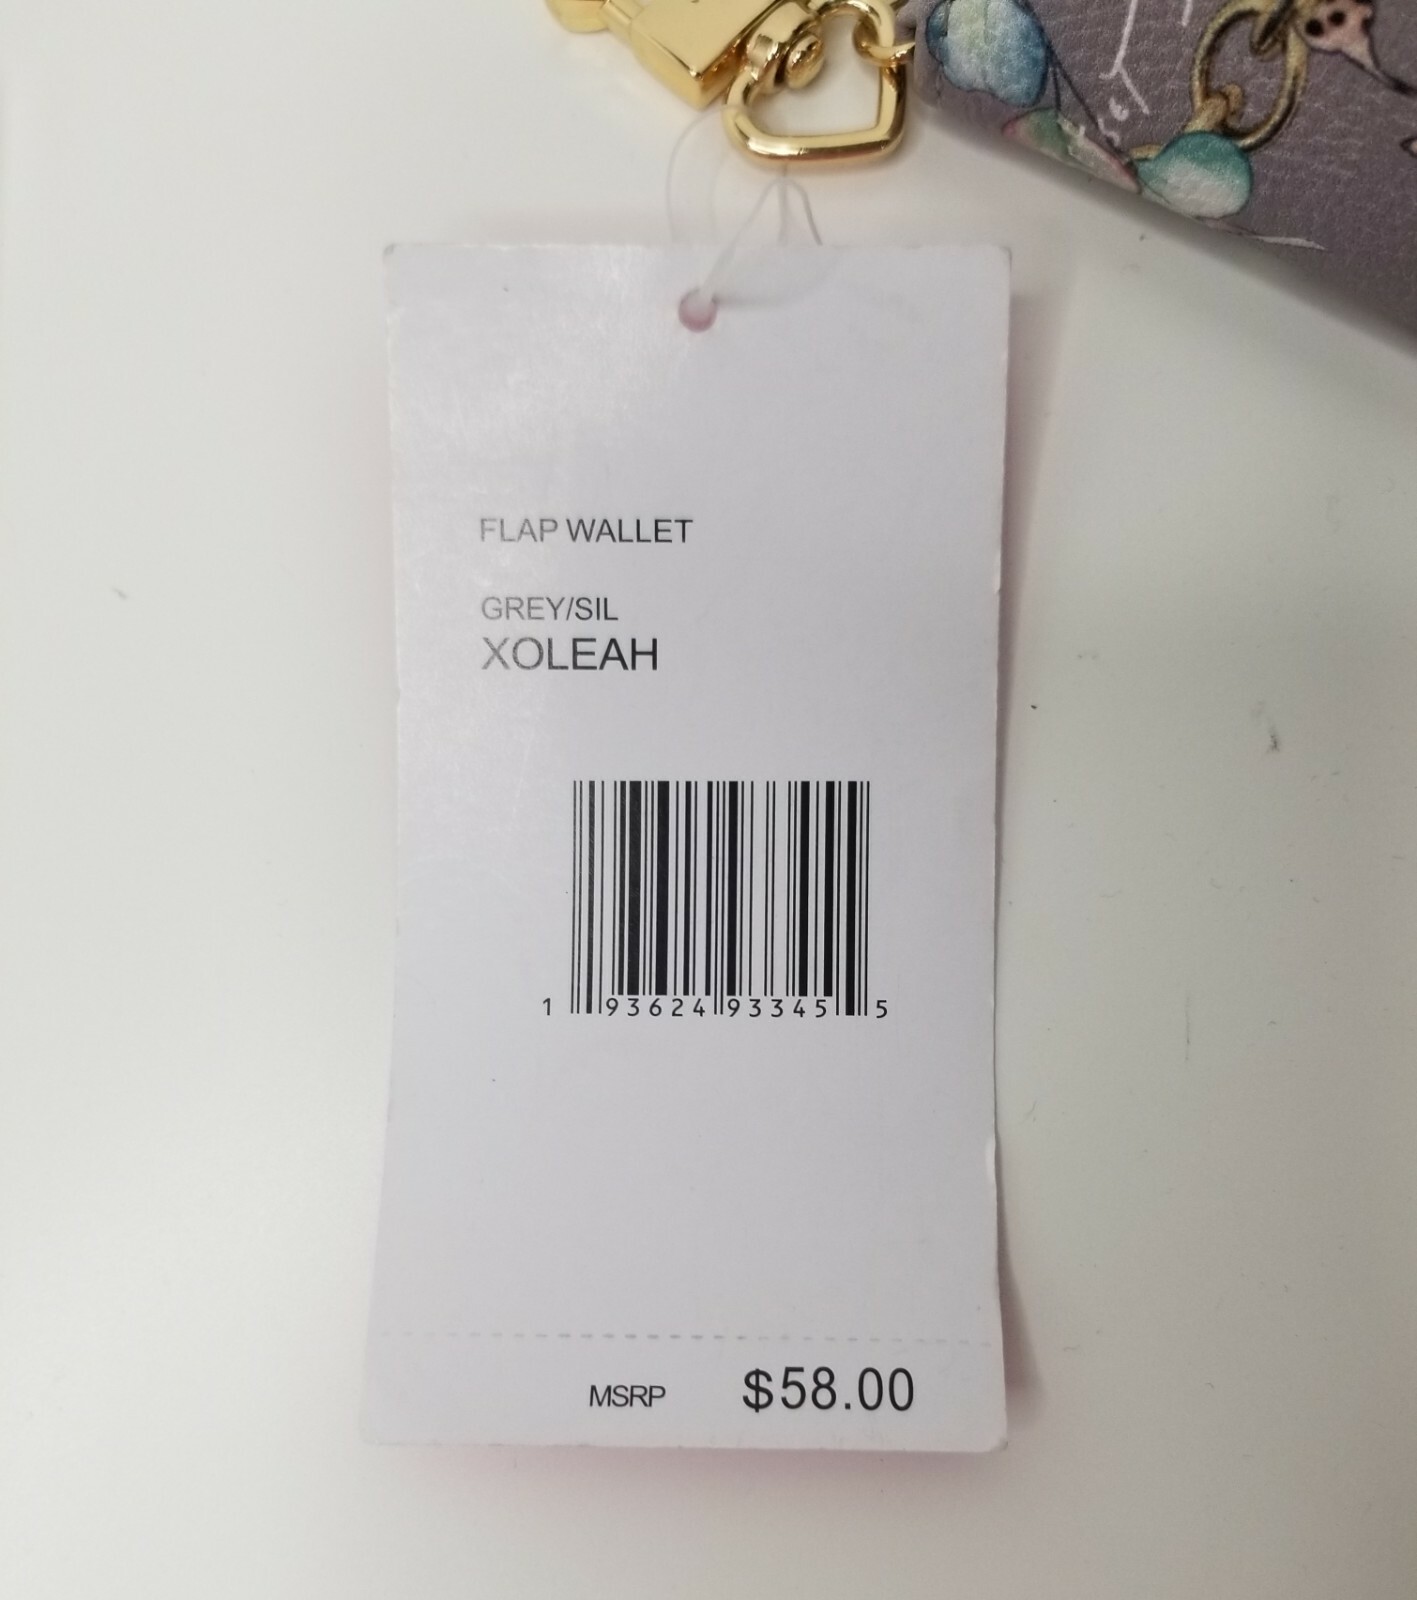 FLAP WALLET
GREY/SIL
XOLEAH
1 93624 93345 5
MSRP $58.00